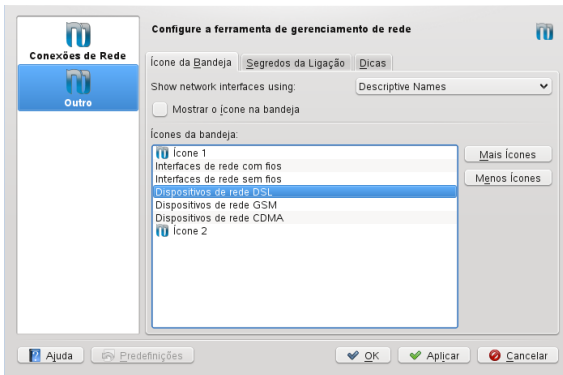 Configure a ferramenta de gerenciamento de rede
Conexões de Rede
Outro
Ícone da Bandeja
Segredos da Ligação
Dicas
Show network interfaces using:
Descriptive Names
Mostrar o ícone na bandeja
Ícones da bandeja:
Ícone 1
Interfaces de rede com fios
Interfaces de rede sem fios
Dispositivos de rede DSL
Dispositivos de rede GSM
Dispositivos de rede CDMA
Ícone 2
Mais Ícones
Menos Ícones
Ajuda
Predefinições
OK
Aplicar
Cancelar